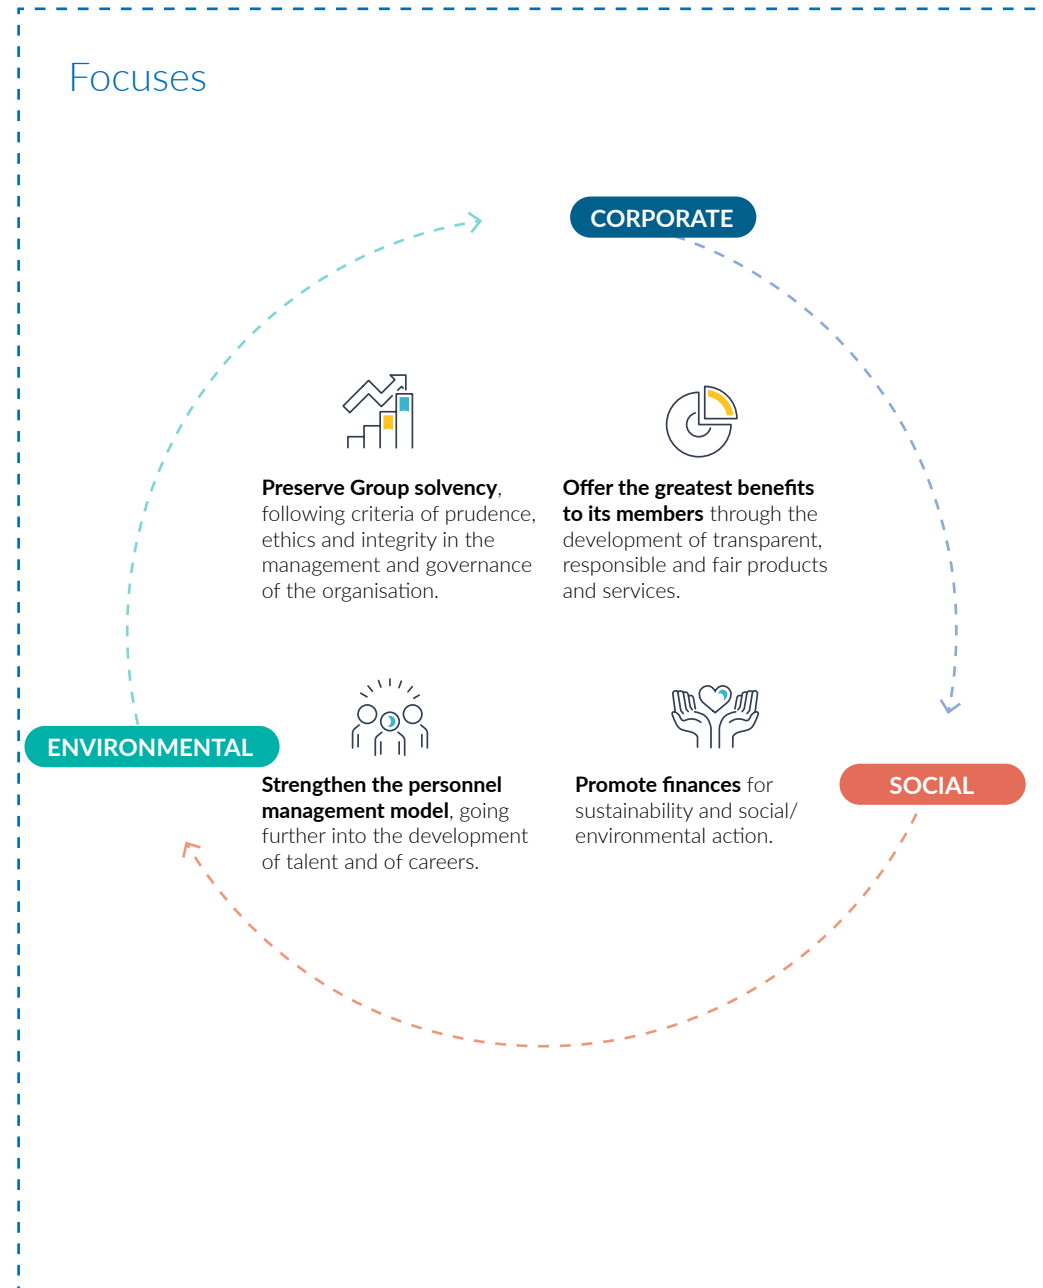 Focuses
CORPORATE
Preserve Group solvency,
following criteria of prudence,
ethics and integrity in the
management and governance
of the organisation.
Offer the greatest benefits
to its members through the
development of transparent,
responsible and fair products
and services.
ENVIRONMENTAL
Strengthen the personnel
management model, going
further into the development
of talent and of careers.
Promote finances for
sustainability and social/
environmental action.
SOCIAL